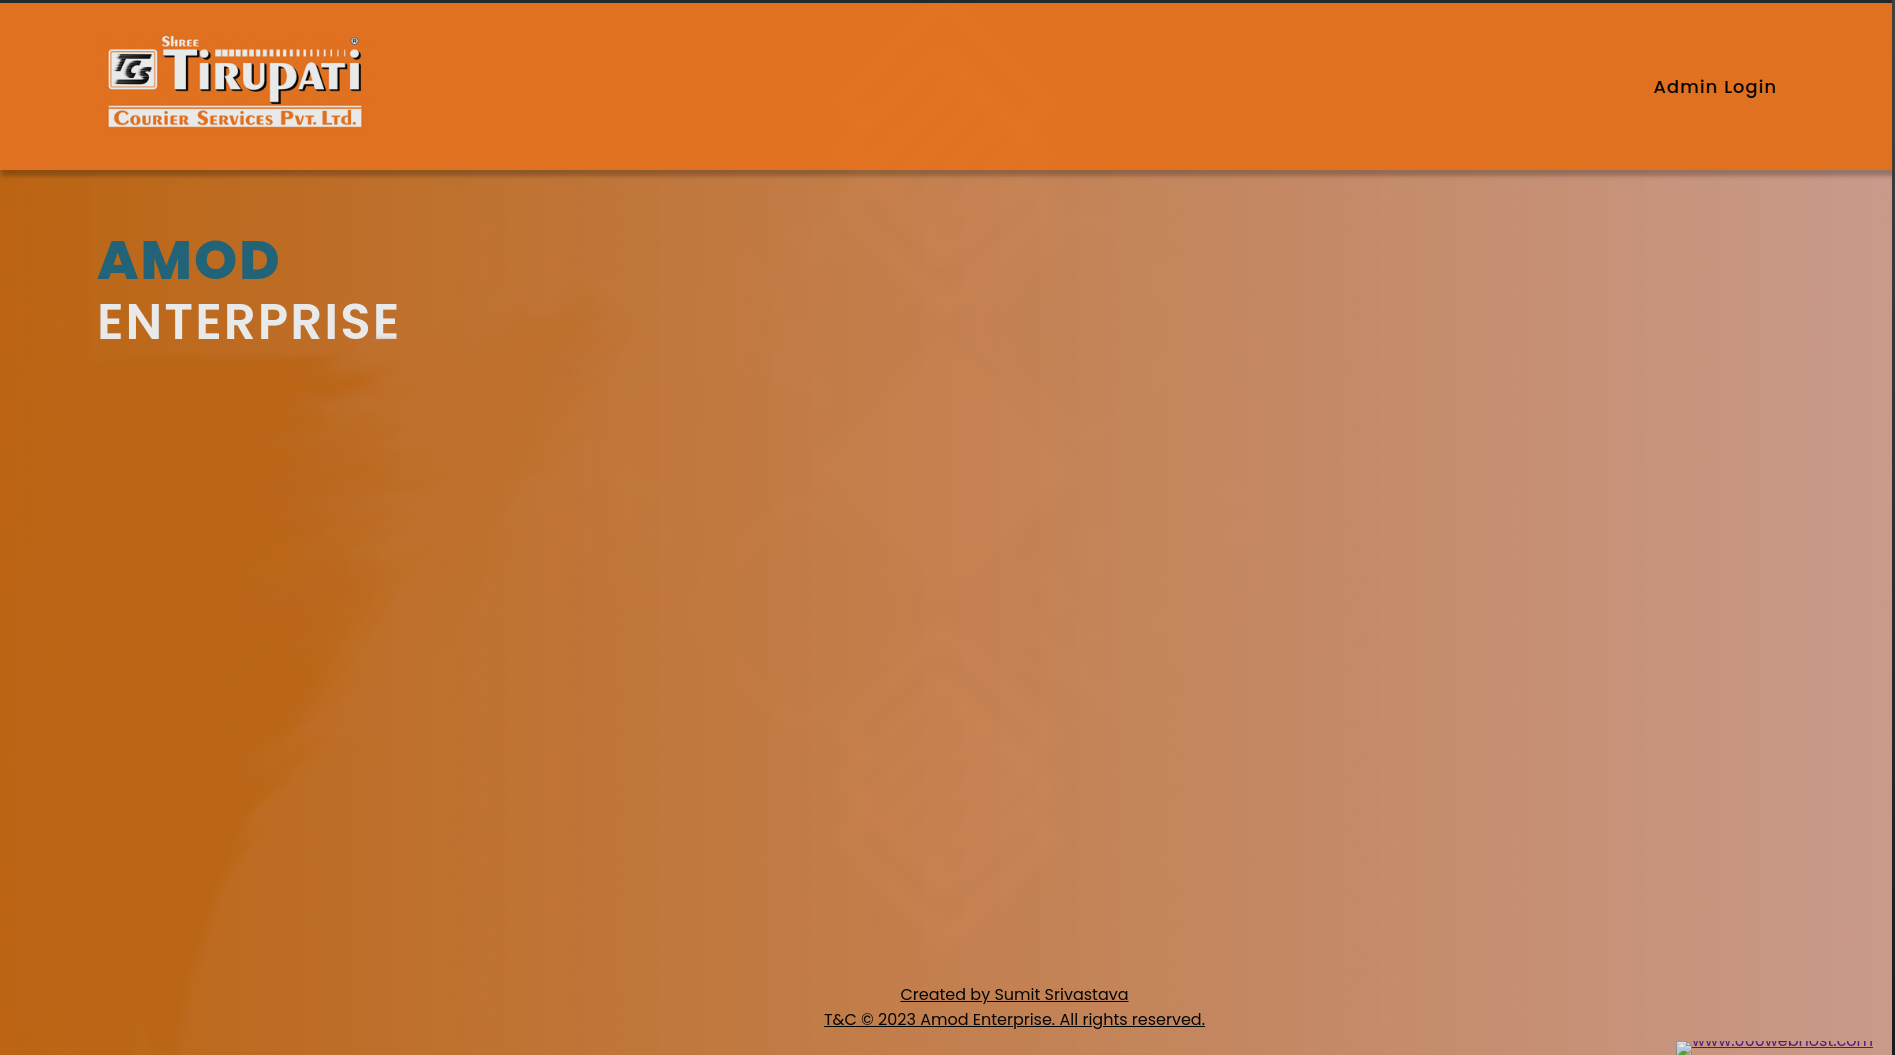 SHREE
TIRUPATI ®
TCS
COURIER SERVICES PVT. LTD.
Admin Login
AMOD
ENTERPRISE
Created by Sumit Srivastava
T&C © 2023 Amod Enterprise. All rights reserved.
www.000webhost.com